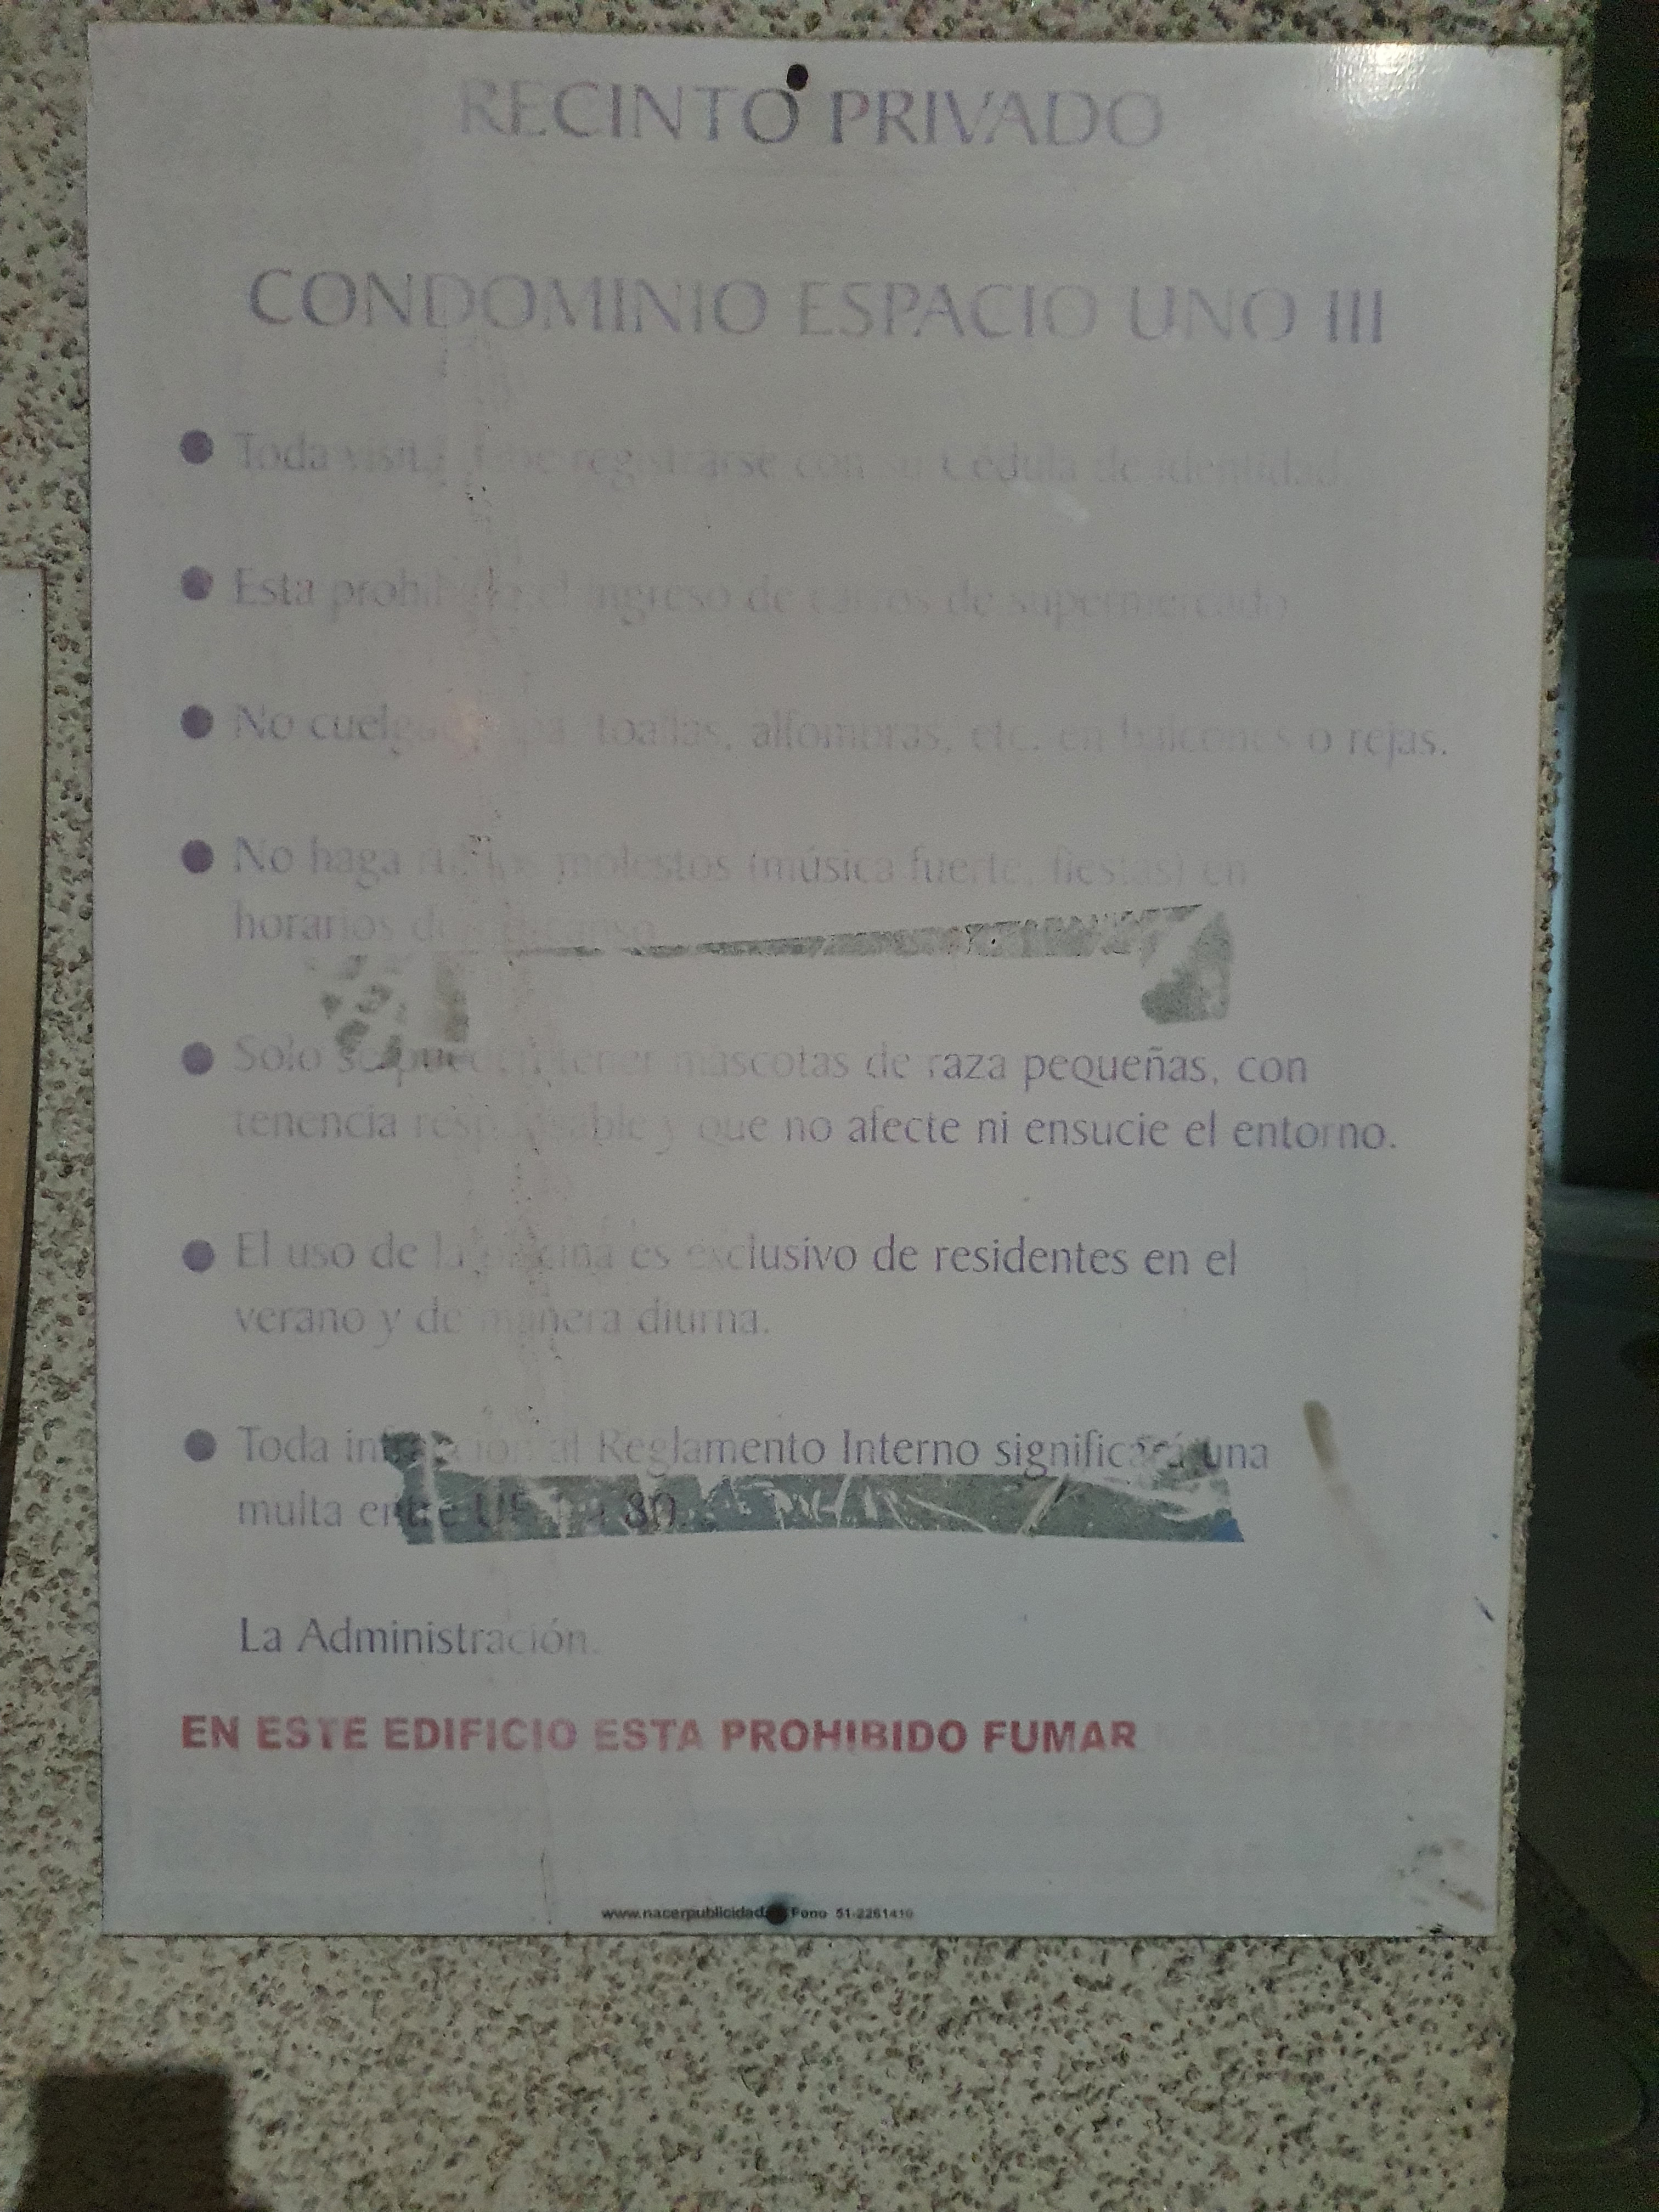 RECINTO PRIVADO
CONDOMINIO ESPACIO UNO III
Toda visita debe registrarse con su Cédula de Identidad.
Esta prohibido el ingreso de carros de supermercado
No cuelgue ropa, toallas, alfombras, etc. en balcones o rejas.
No haga ruidos molestos (música fuerte, fiestas) en
horarios de descanso.
Solo se pueden tener mascotas de raza pequeñas, con
tenencia responsable y que no afecte ni ensucie el entorno.
El uso de la piscina es exclusivo de residentes en el
verano y de manera diurna.
Toda infracción al Reglamento Interno significará una
multa entre UF 80.
La Administración.
EN ESTE EDIFICIO ESTA PROHIBIDO FUMAR
www.nacerpublicidad. Fono 51-2261410